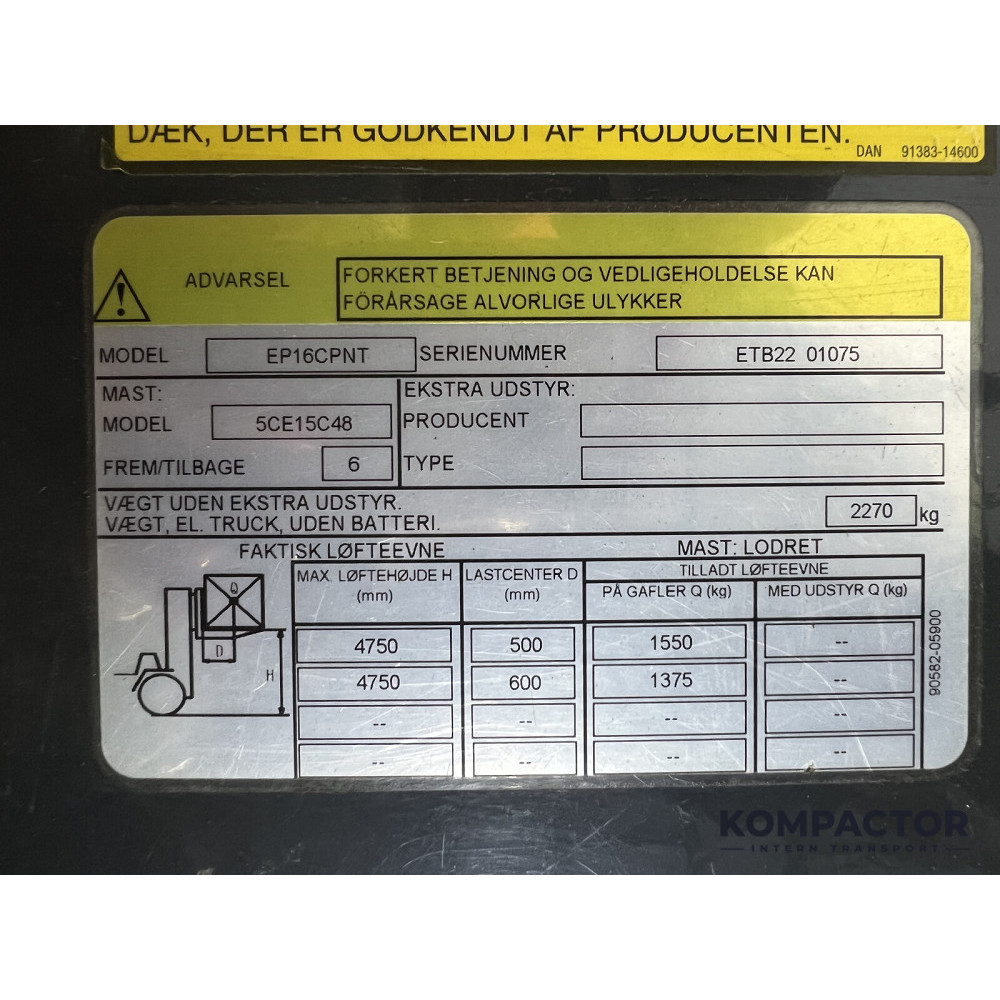 DÆK, DER ER GODKENDT AF PRODUCENTEN.
DAN 91383-14600
ADVARSEL
FORKERT BETJENING OG VEDLIGEHOLDELSE KAN
FÖRÅRSAGE ALVORLIGE ULYKKER
MODEL EP16CPNT SERIENUMMER ETB22 01075
MAST: EKSTRA UDSTYR:
MODEL 5CE15C48 PRODUCENT
FREM/TILBAGE 6 TYPE
VÆGT UDEN EKSTRA UDSTYR.
VÆGT, EL. TRUCK, UDEN BATTERI. 2270 kg
FAKTISK LØFTEEVNE MAST: LODRET
MAX. LØFTEHØJDE H LASTCENTER D TILLADT LØFTEEVNE
(mm) (mm) PÅ GAFLER Q (kg) MED UDSTYR Q (kg)
4750 500 1550 --
4750 600 1375 --
-- -- -- --
-- -- -- --
Q
D
H
90582-05900
KOMPACTOR
INTERN TRANSPORT